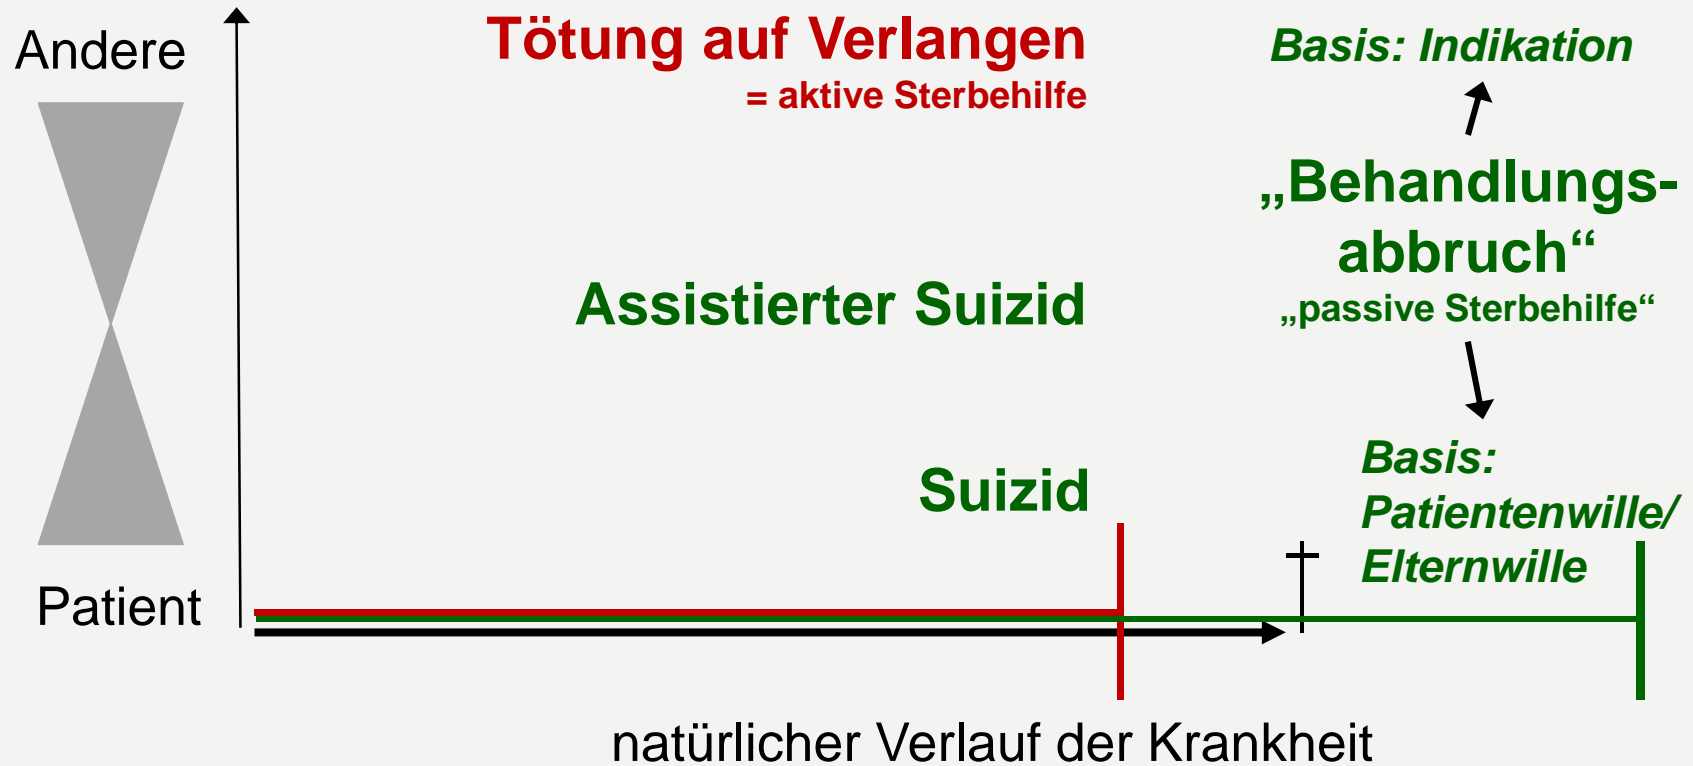 Andere
Tötung auf Verlangen
= aktive Sterbehilfe
Basis: Indikation
„Behandlungs-
abbruch“
„passive Sterbehilfe“
Assistierter Suizid
Suizid
Basis:
Patientenwille/
Elternwille
Patient
natürlicher Verlauf der Krankheit